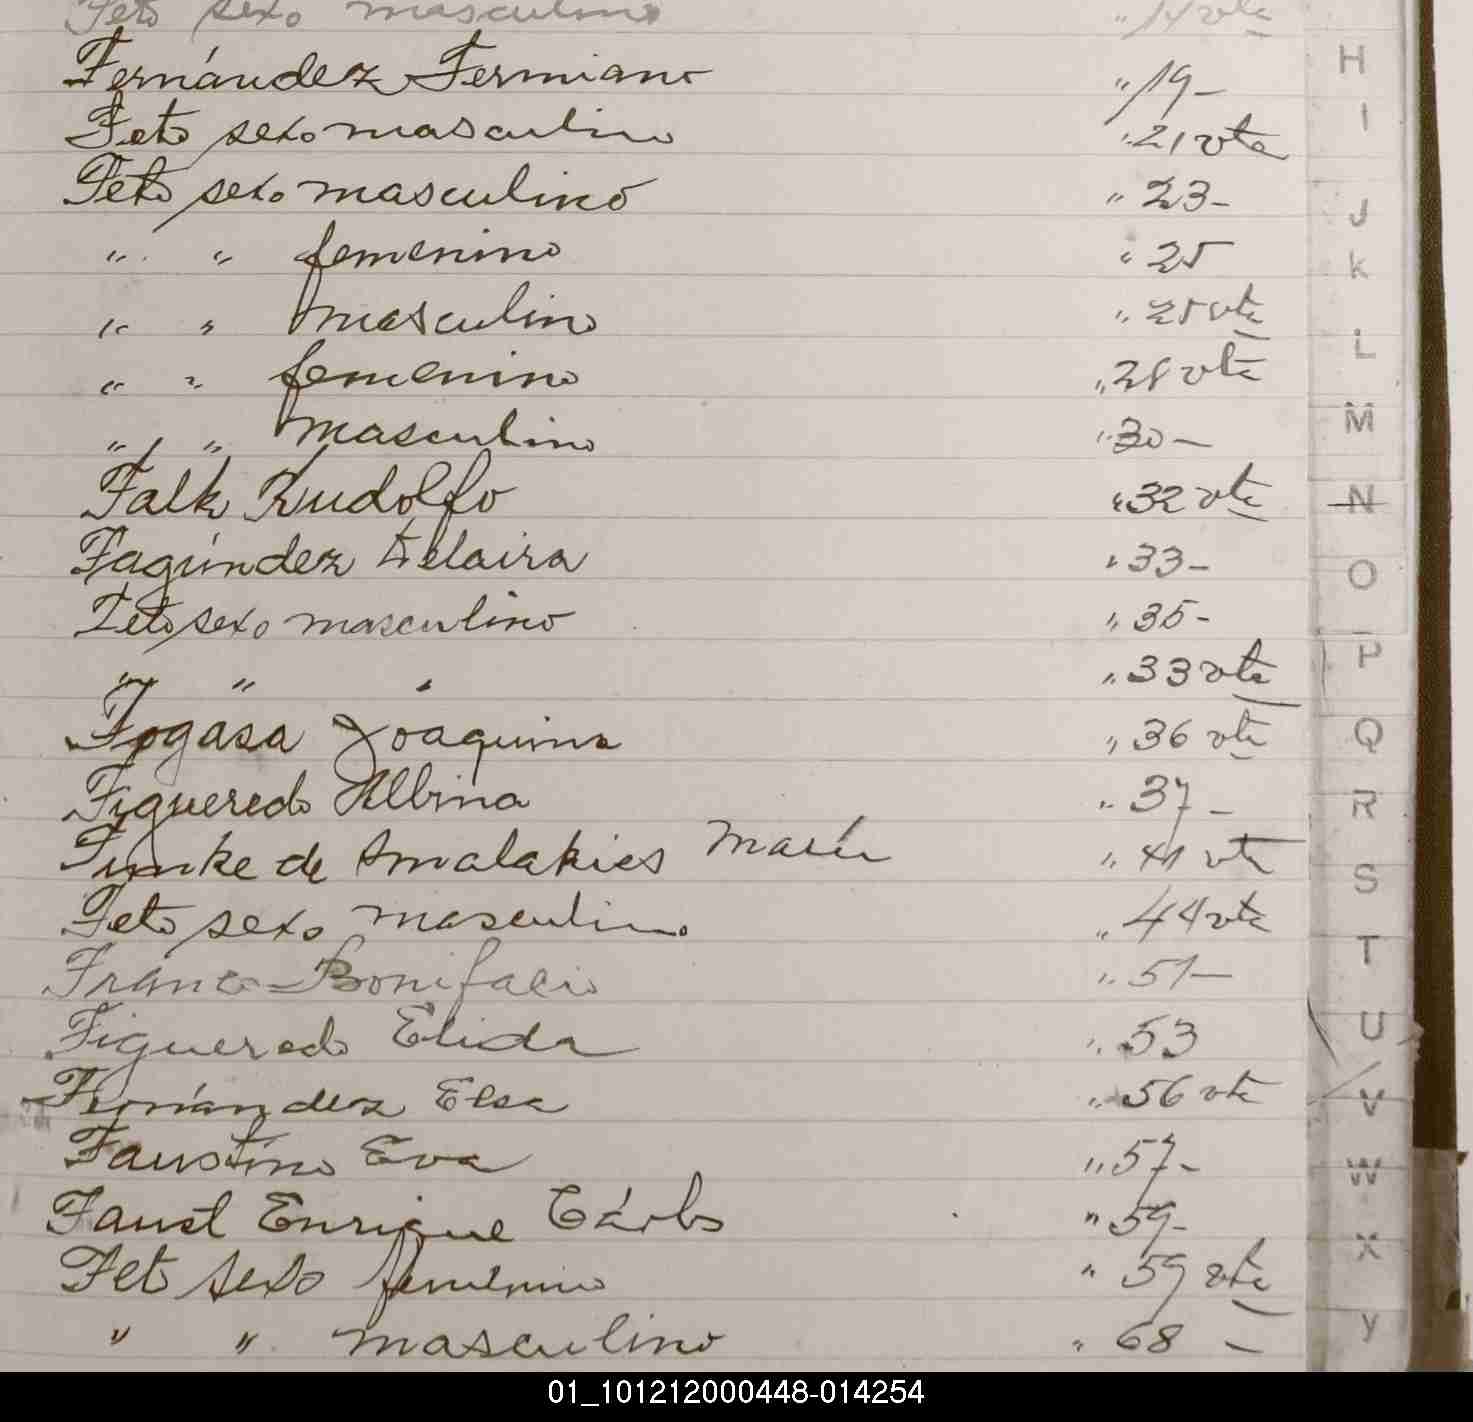 Feto sexo masculino " 14 vta
Fernández Fermiano " 19-
Feto sexo masculino " 21 vta
Feto sexo masculino " 23-
" " femenino " 25
" " masculino " 25 vta
" " femenino " 28 vta
" " masculino " 30-
Falk Rudolfo " 32 vta
Fagúndez Delaira " 33-
Feto sexo masculino " 35-
" " " " 33 vta
Fogasa Joaquina " 36 vta
Figueredo Albina " 37-
Funke de Amalakies María " 41 vta
Feto sexo masculino " 44 vta
Franco Bonifacio " 51-
Figueredo Elida " 53
Fernández Elsa " 56 vta
Faustino Eva " 57-
Faust Enrique Cárlos " 59-
Feto sexo femenino " 59 vta
" " masculino " 68-
H
I
J
K
L
M
N
O
P
Q
R
S
T
U
V
W
X
Y
01_101212000448-014254